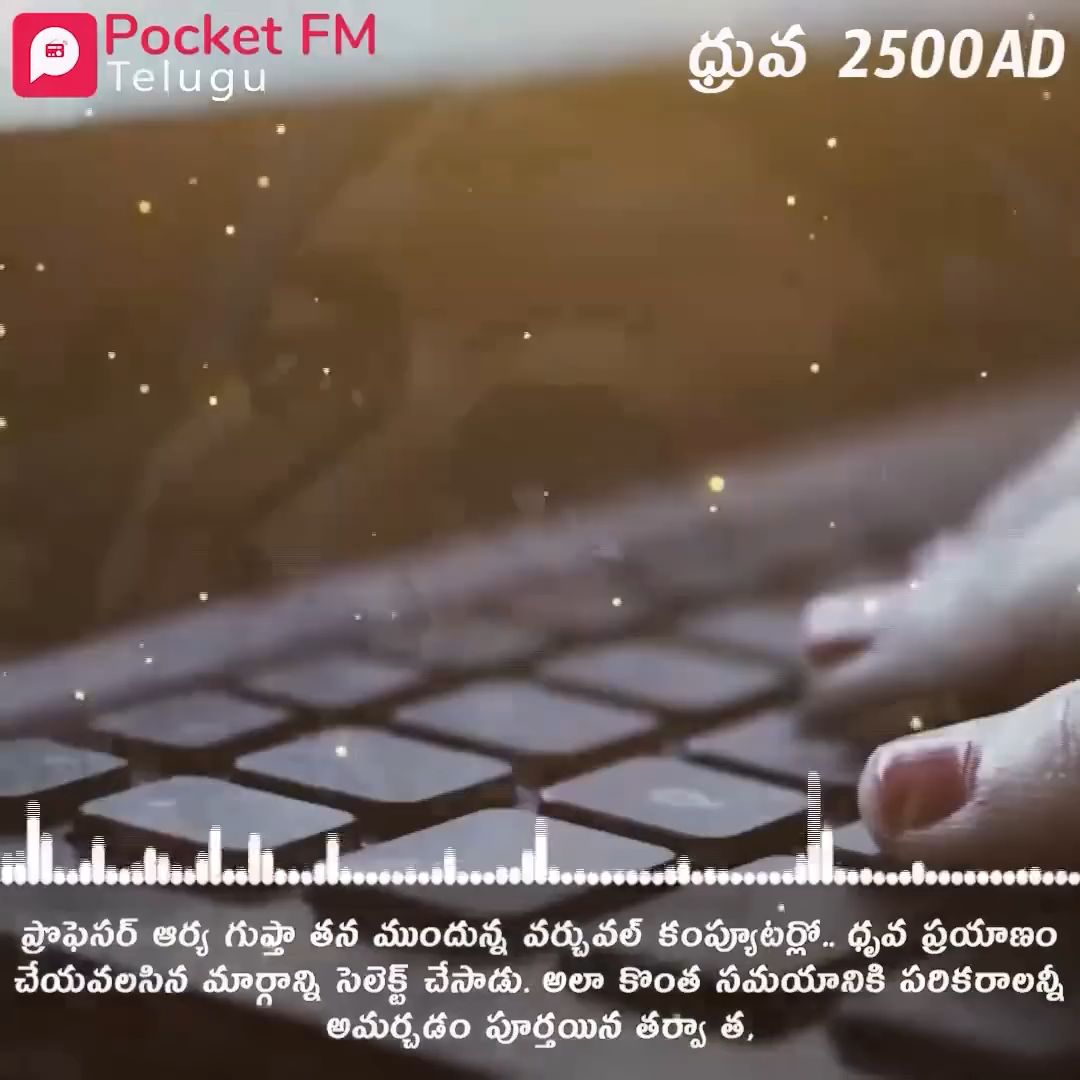 Pocket FM
Telugu
ధ్రువ 2500AD
ప్రొఫెసర్ ఆర్య గుప్తా తన ముందున్న వర్చువల్ కంప్యూటర్లో.. ధృవ ప్రయాణం
చేయవలసిన మార్గాన్ని సెలెక్ట్ చేసాడు. అలా కొంత సమయానికి పరికరాలన్నీ
అమర్చడం పూర్తయిన తర్వా త,